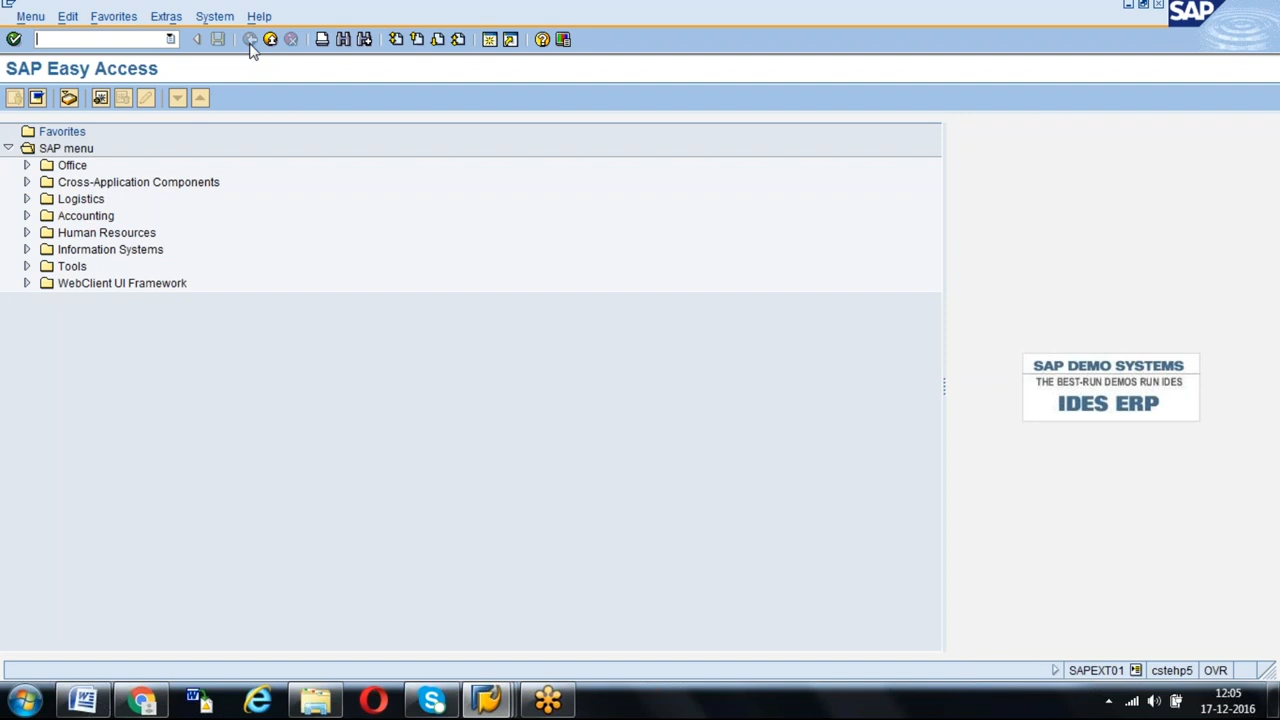 Menu Edit Favorites Extras System Help
SAP
SAP Easy Access
Favorites
SAP menu
Office
Cross-Application Components
Logistics
Accounting
Human Resources
Information Systems
Tools
WebClient UI Framework
SAP DEMO SYSTEMS
THE BEST-RUN DEMOS RUN IDES
IDES ERP
SAPEXT01 cstehp5 OVR
12:05
17-12-2016